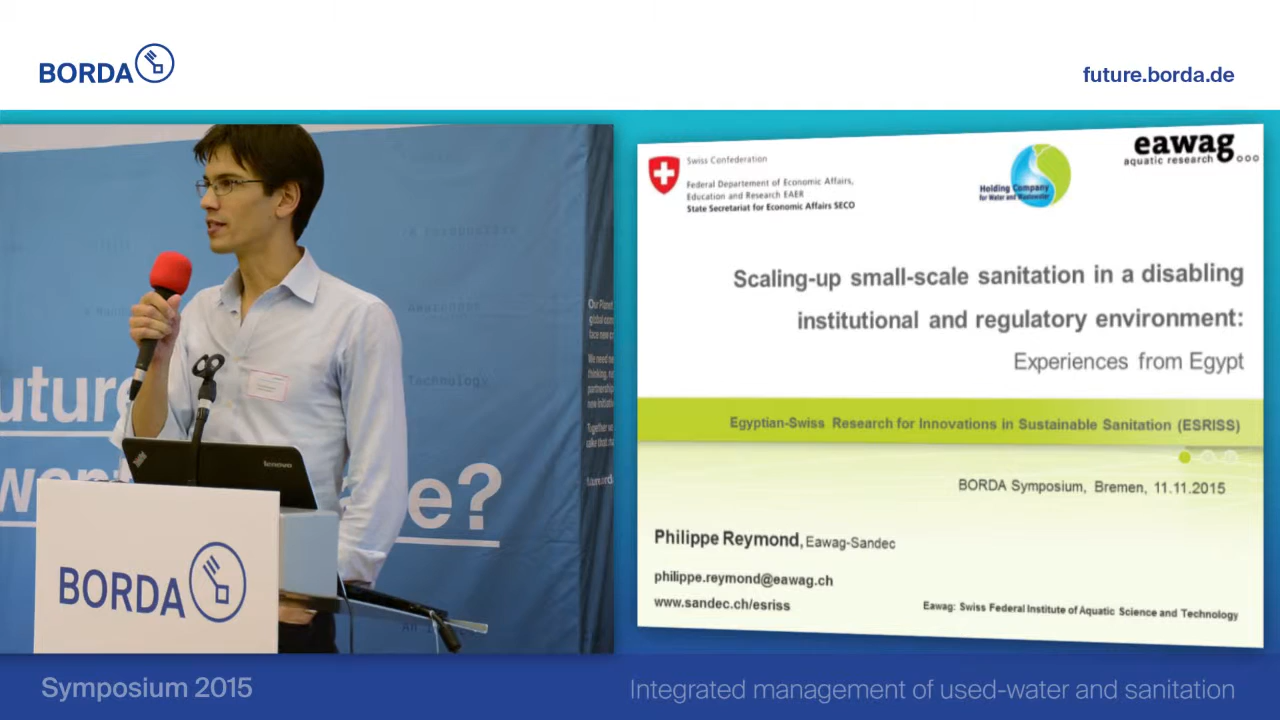 BORDA
future.borda.de
uture
e?
Technology
Our Planet
lenovo
BORDA
Swiss Confederation
Federal Departement of Economic Affairs,
Education and Research EAER
State Secretariat for Economic Affairs SECO
Holding Company
for Water and Wastewater
eawag
aquatic research
Scaling-up small-scale sanitation in a disabling
institutional and regulatory environment:
Experiences from Egypt
Egyptian-Swiss Research for Innovations in Sustainable Sanitation (ESRISS)
BORDA Symposium, Bremen, 11.11.2015
Philippe Reymond, Eawag-Sandec
philippe.reymond@eawag.ch
www.sandec.ch/esriss
Eawag: Swiss Federal Institute of Aquatic Science and Technology
Symposium 2015
Integrated management of used-water and sanitation